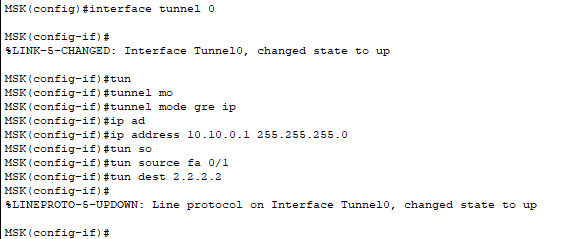 MSK(config)#interface tunnel 0
MSK(config-if)#
%LINK-5-CHANGED: Interface Tunnel0, changed state to up
MSK(config-if)#tun
MSK(config-if)#tunnel mo
MSK(config-if)#tunnel mode gre ip
MSK(config-if)#ip ad
MSK(config-if)#ip address 10.10.0.1 255.255.255.0
MSK(config-if)#tun so
MSK(config-if)#tun source fa 0/1
MSK(config-if)#tun dest 2.2.2.2
MSK(config-if)#
%LINEPROTO-5-UPDOWN: Line protocol on Interface Tunnel0, changed state to up
MSK(config-if)#